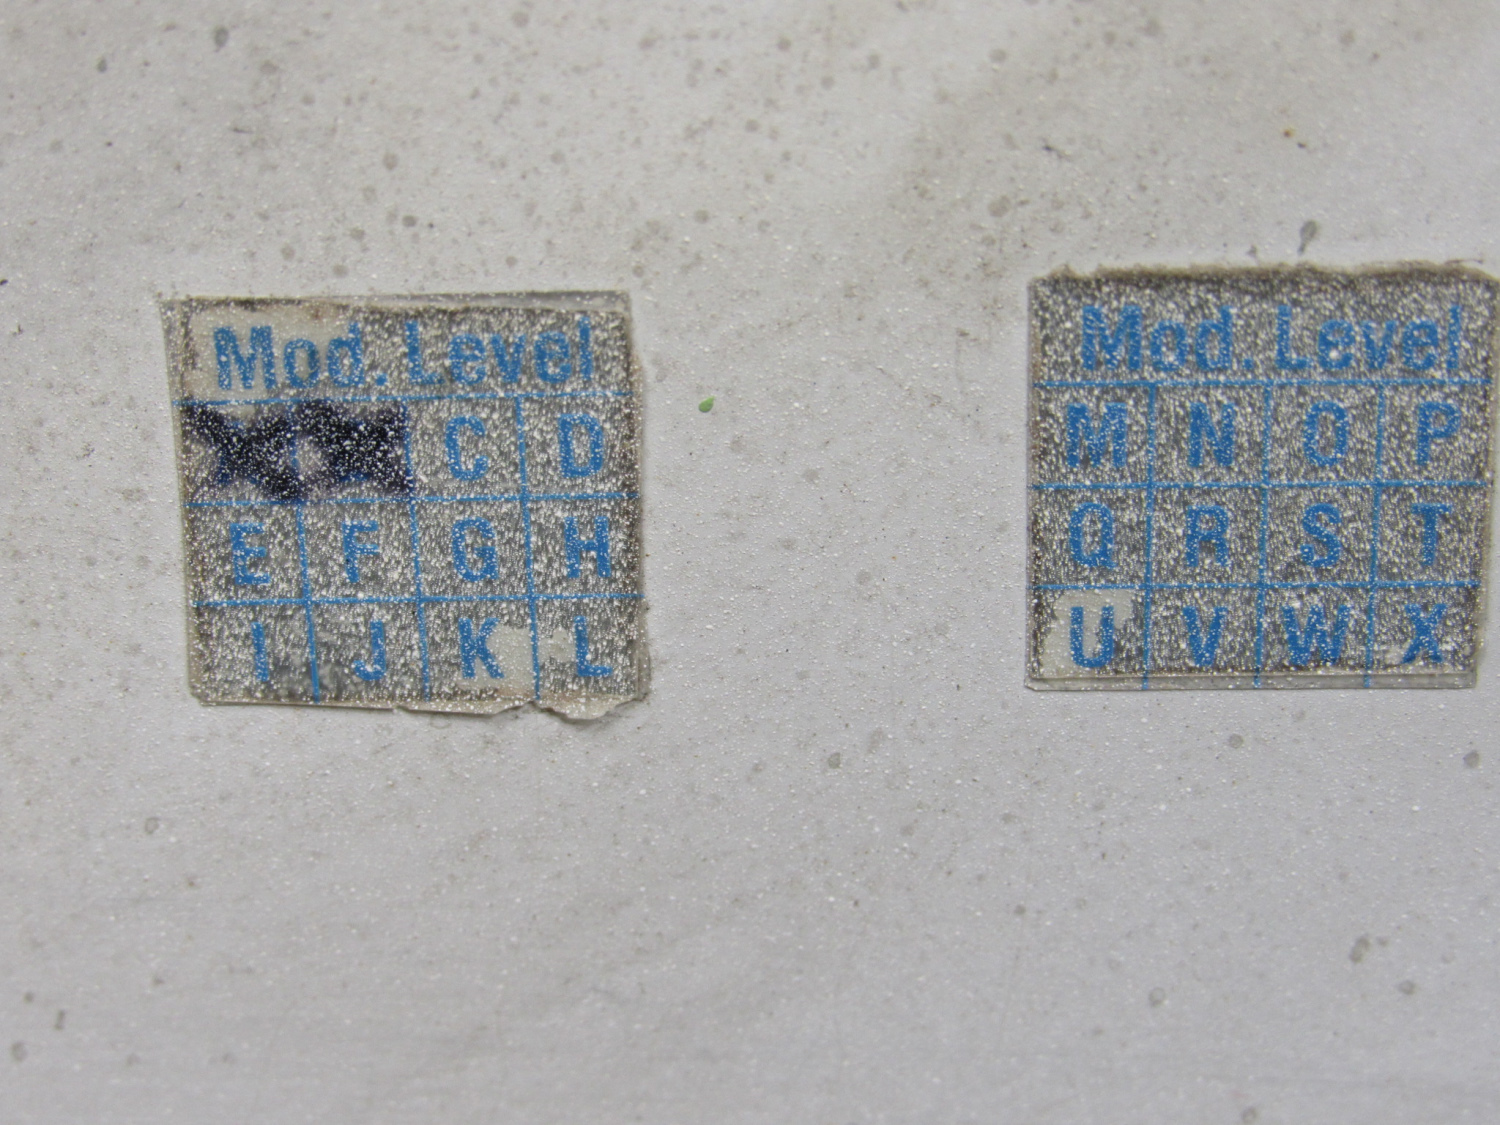 Mod. Level
C D
E F G H
I J K L
Mod. Level
M N O P
Q R S T
U V W X